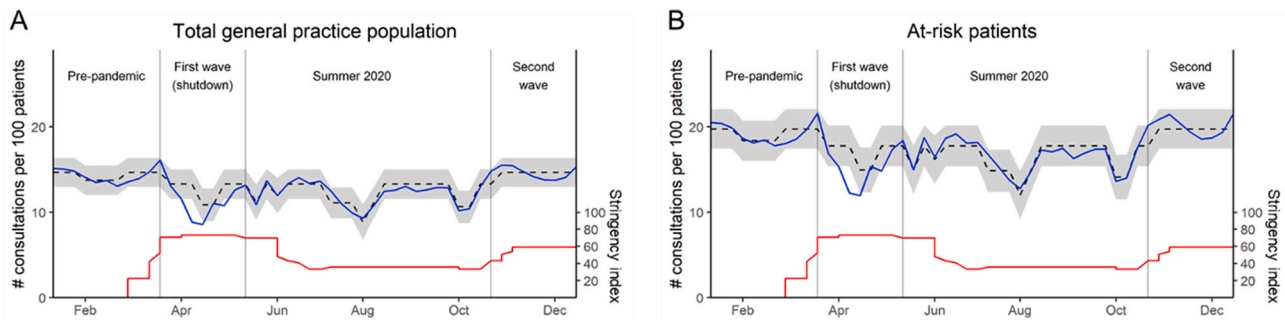 A
Total general practice population
# consultations per 100 patients
Pre-pandemic
First wave
(shutdown)
Summer 2020
Second
wave
20
10
0
100
80
60
40
20
Stringency index
Feb
Apr
Jun
Aug
Oct
Dec
B
At-risk patients
# consultations per 100 patients
Pre-pandemic
First wave
(shutdown)
Summer 2020
Second
wave
20
10
0
100
80
60
40
20
Stringency index
Feb
Apr
Jun
Aug
Oct
Dec